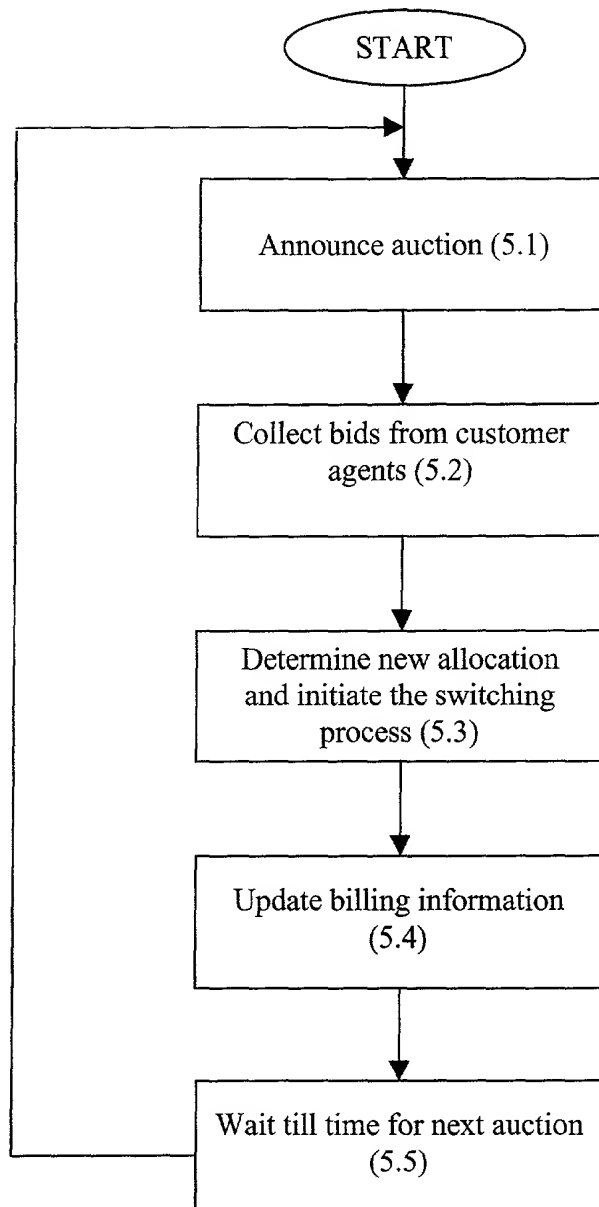 START
Announce auction (5.1)
Collect bids from customer
agents (5.2)
Determine new allocation
and initiate the switching
process (5.3)
Update billing information
(5.4)
Wait till time for next auction
(5.5)